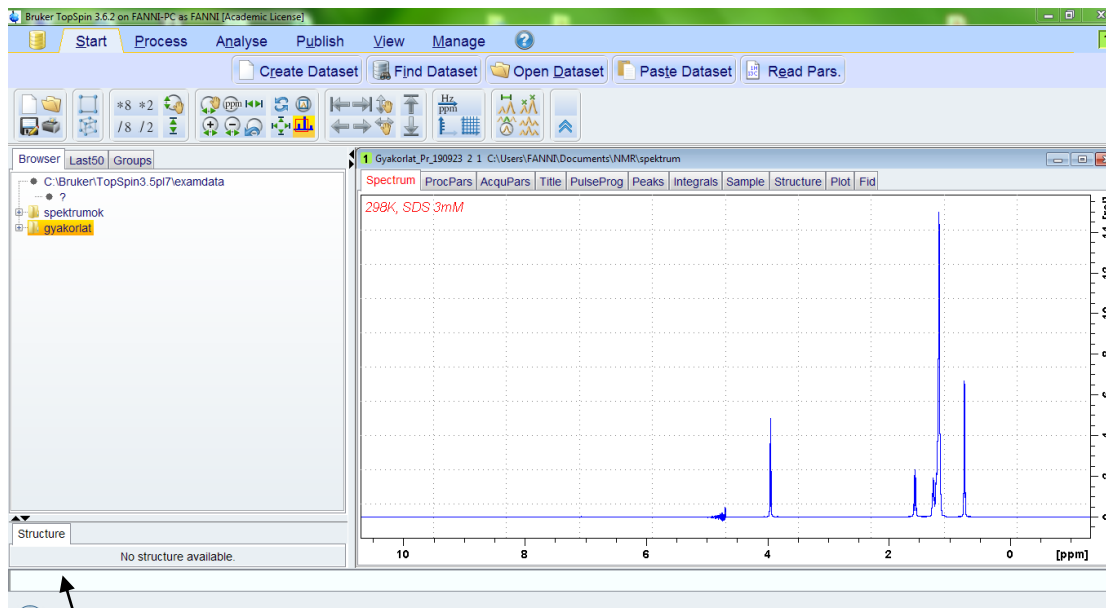 Bruker TopSpin 3.6.2 on FANNI-PC as FANNI [Academic License]
Start Process Analyse Publish View Manage ?
Create Dataset Find Dataset Open Dataset Paste Dataset Read Pars.
*8 *2 ppm Hz ppm
/8 /2
Browser Last50 Groups
C:\Bruker\TopSpin3.5pl7\examdata
?
spektrumok
gyakorlat
1 Gyakorlat_Pr_190923 2 1 C:\Users\FANNI\Documents\NMR\spektrum
Spectrum ProcPars AcquPars Title PulseProg Peaks Integrals Sample Structure Plot Fid
298K, SDS 3mM
Structure
No structure available.
10 8 6 4 2 0 [ppm]